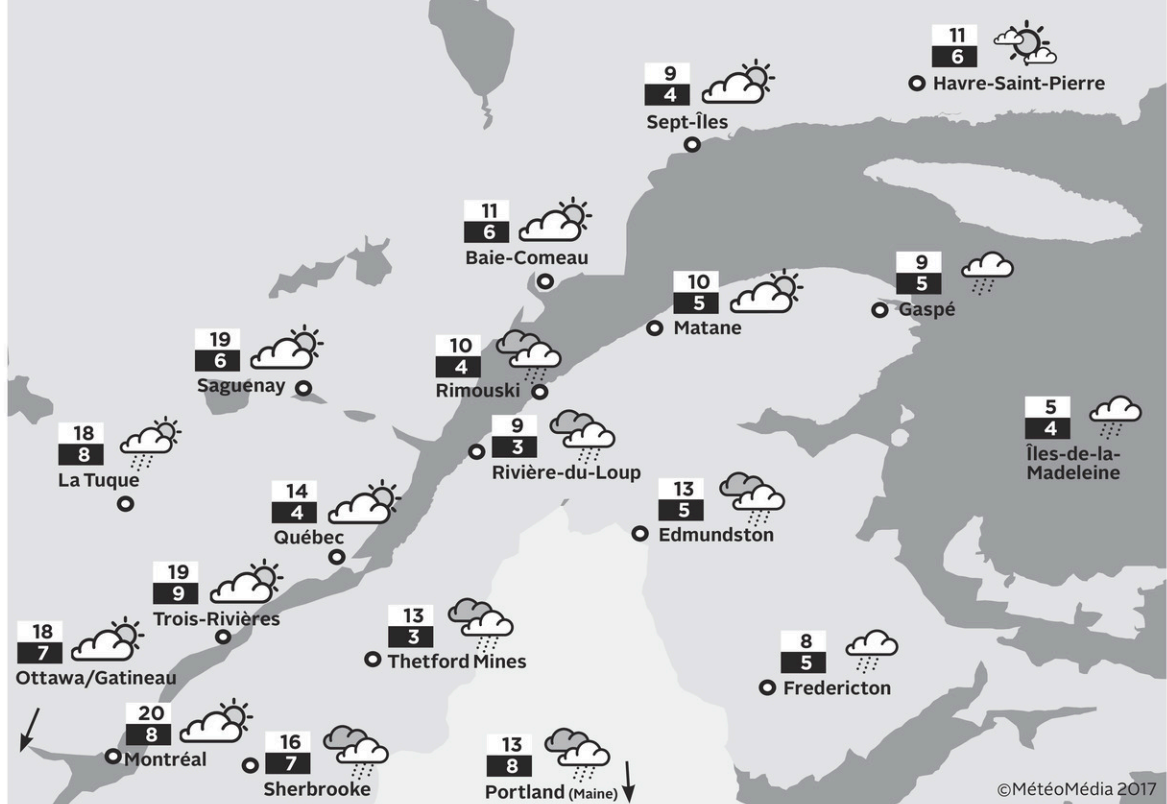 11
6
Havre-Saint-Pierre
9
4
Sept-Îles
11
6
Baie-Comeau
9
5
Gaspé
10
5
Matane
19
6
Saguenay
10
4
Rimouski
5
4
Îles-de-la-
Madeleine
18
8
La Tuque
9
3
Rivière-du-Loup
14
4
Québec
13
5
Edmundston
19
9
Trois-Rivières
13
3
Thetford Mines
18
7
Ottawa/Gatineau
8
5
Fredericton
20
8
Montréal
16
7
Sherbrooke
13
8
Portland (Maine)
©MétéoMédia 2017